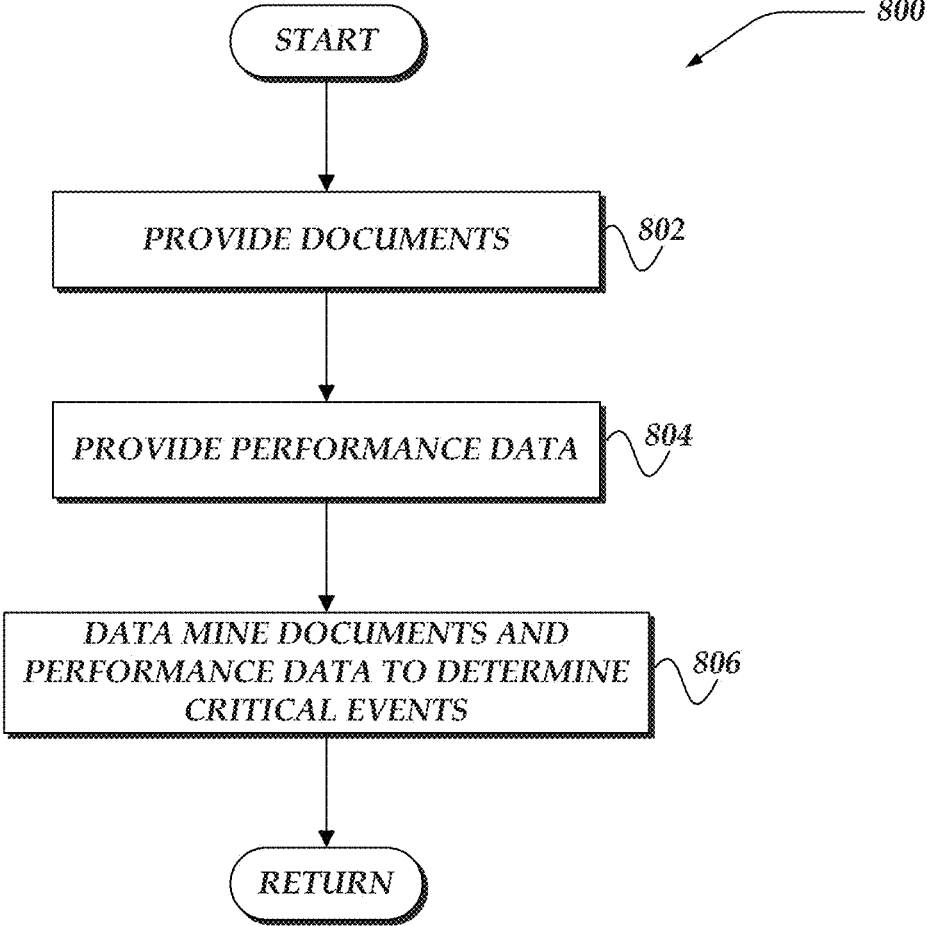 800
START
PROVIDE DOCUMENTS
802
PROVIDE PERFORMANCE DATA
804
DATA MINE DOCUMENTS AND
PERFORMANCE DATA TO DETERMINE
CRITICAL EVENTS
806
RETURN